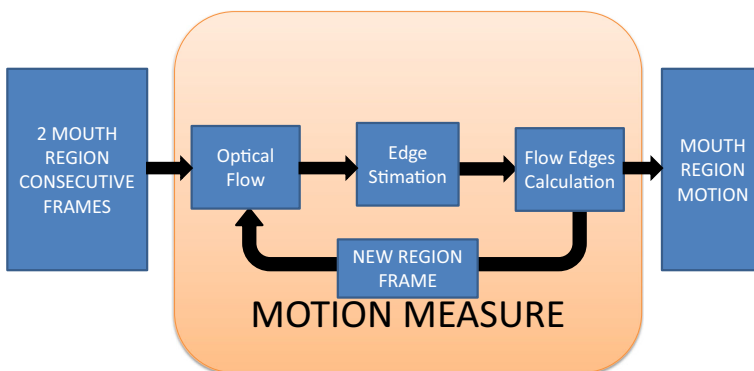 2 MOUTH
REGION
CONSECUTIVE
FRAMES
Optical
Flow
Edge
Stimation
Flow Edges
Calculation
MOUTH
REGION
MOTION
NEW REGION
FRAME
MOTION MEASURE